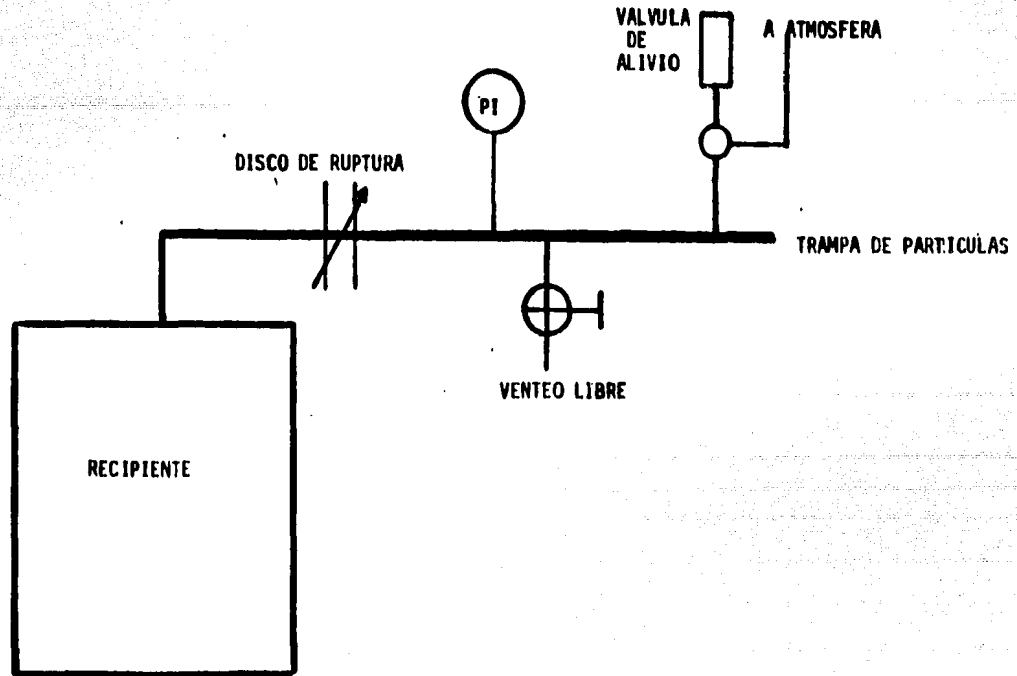 VALVULA
DE
ALIVIO
A ATMOSFERA
PI
DISCO DE RUPTURA
TRAMPA DE PARTICULAS
VENTEO LIBRE
RECIPIENTE